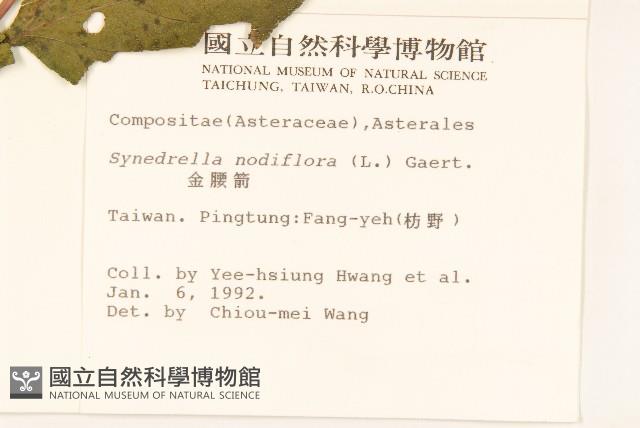 國立自然科學博物館
NATIONAL MUSEUM OF NATURAL SCIENCE
TAICHUNG, TAIWAN, R.O.CHINA
Compositae(Asteraceae),Asterales
Synedrella nodiflora (L.) Gaert.
金腰箭
Taiwan. Pingtung:Fang-yeh(枋野)
Coll. by Yee-hsiung Hwang et al.
Jan. 6, 1992.
Det. by Chiou-mei Wang
國立自然科學博物館
NATIONAL MUSEUM OF NATURAL SCIENCE